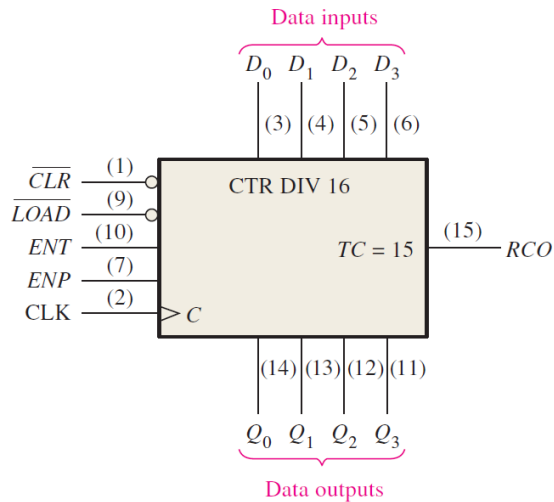 Data inputs
D0 D1 D2 D3
(3) (4) (5) (6)
CLR (1)
LOAD (9)
ENT (10)
ENP (7)
CLK (2)
CTR DIV 16
C
TC = 15
(15) RCO
(14) (13) (12) (11)
Q0 Q1 Q2 Q3
Data outputs